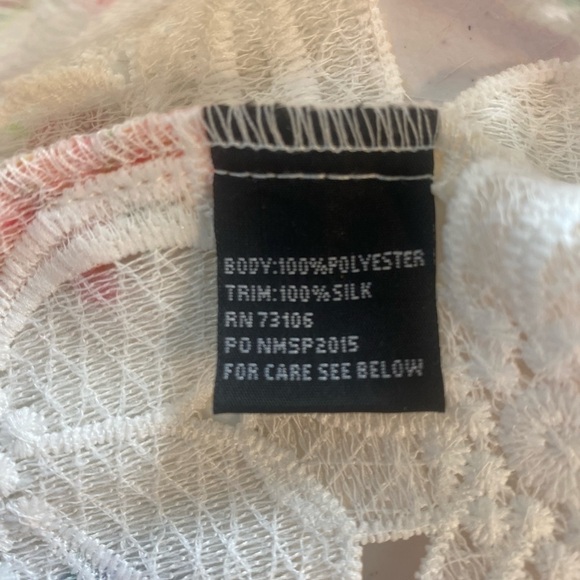 BODY:100%POLYESTER
TRIM:100%SILK
RN 73106
PO NMSP2015
FOR CARE SEE BELOW